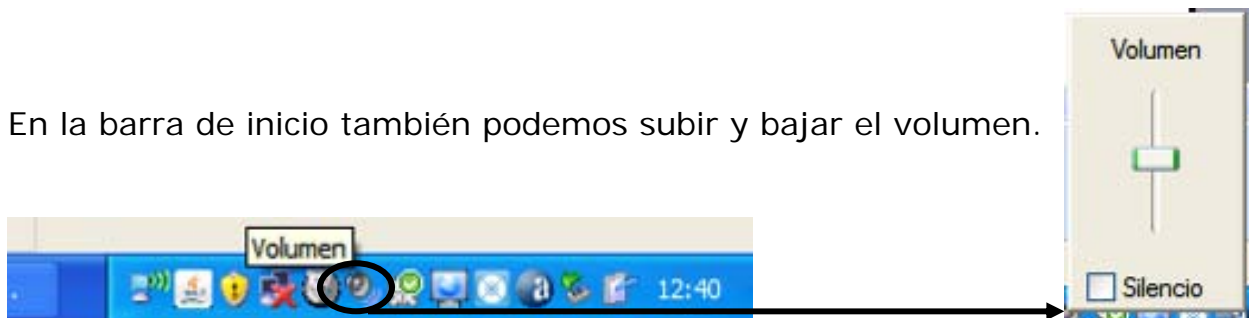 Volumen
En la barra de inicio también podemos subir y bajar el volumen.
Volumen
12:40
Silencio